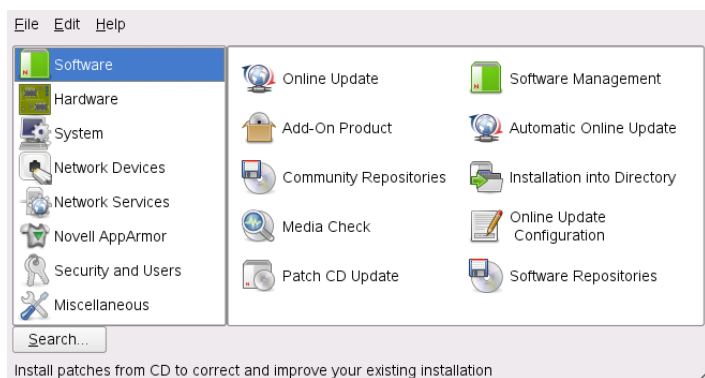 File Edit Help
Software
Hardware
System
Network Devices
Network Services
Novell AppArmor
Security and Users
Miscellaneous
Online Update
Software Management
Add-On Product
Automatic Online Update
Community Repositories
Installation into Directory
Media Check
Online Update
Configuration
Patch CD Update
Software Repositories
Search...
Install patches from CD to correct and improve your existing installation